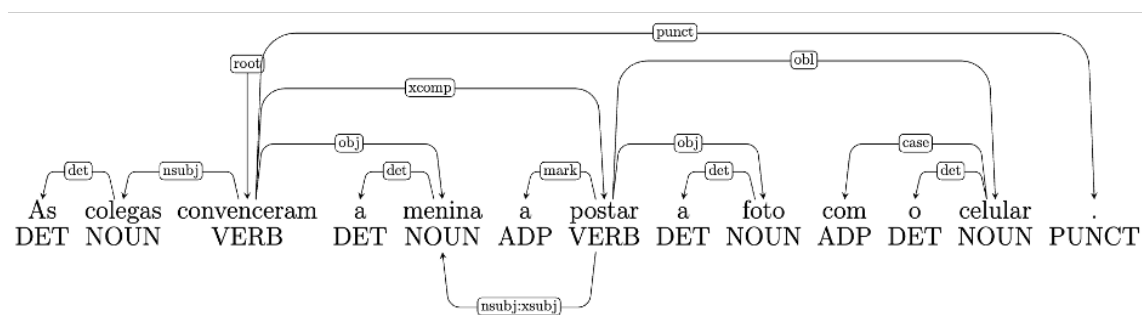 punct
root
obl
xcomp
obj
obj
case
det
nsubj
det
mark
det
det
As colegas convenceram a menina a postar a foto com o celular .
DET NOUN VERB DET NOUN ADP VERB DET NOUN ADP DET NOUN PUNCT
nsubj:xsubj